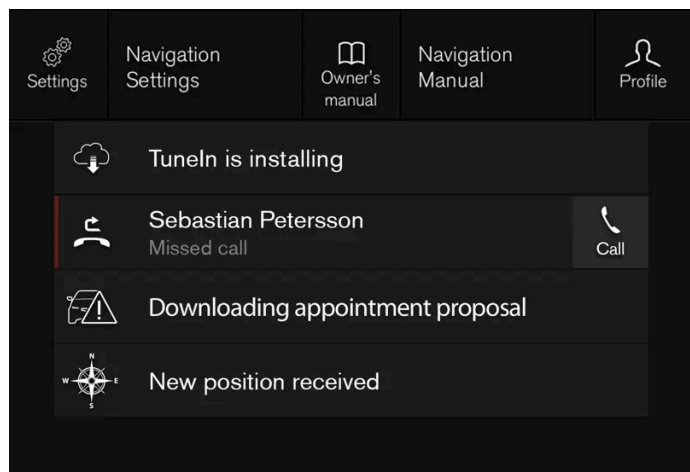 Settings
Navigation
Settings
Owner's
manual
Navigation
Manual
Profile
TuneIn is installing
Sebastian Petersson
Missed call
Call
Downloading appointment proposal
N
W
E
S
New position received